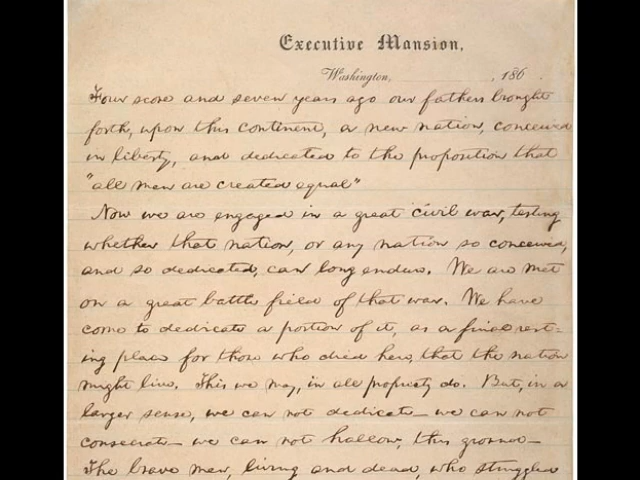 Executive Mansion,
Washington, , 186 .
Four score and seven years ago our fathers brought
forth, upon this continent, a new nation, conceived
in liberty, and dedicated to the proposition that
"all men are created equal"
Now we are engaged in a great civil war, testing
whether that nation, or any nation so conceived,
and so dedicated, can long endure. We are met
on a great battle field of that war. We have
come to dedicate a portion of it, as a final rest-
ing place for those who died here, that the nation
might live. This we may, in all propriety do. But, in a
larger sense, we can not dedicate — we can not
consecrate — we can not hallow, this ground —
The brave men, living and dead, who struggled